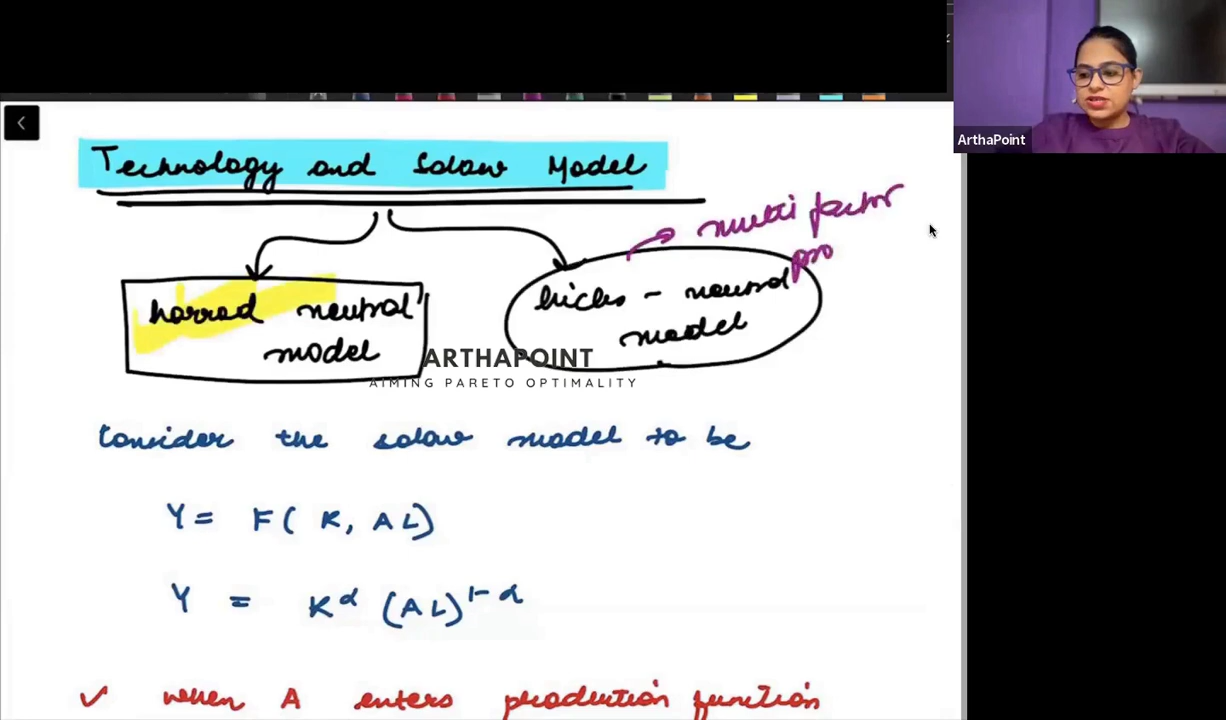 ArthaPoint
Technology and Solow Model
multi factor
pro
harrod neutral
model
hicks - neutral
model
ARTHAPOINT
AIMING PARETO OPTIMALITY
Consider the solow model to be
Y = F( K, AL)
Y = K^α (AL)^1-α
✓ when A enters production function